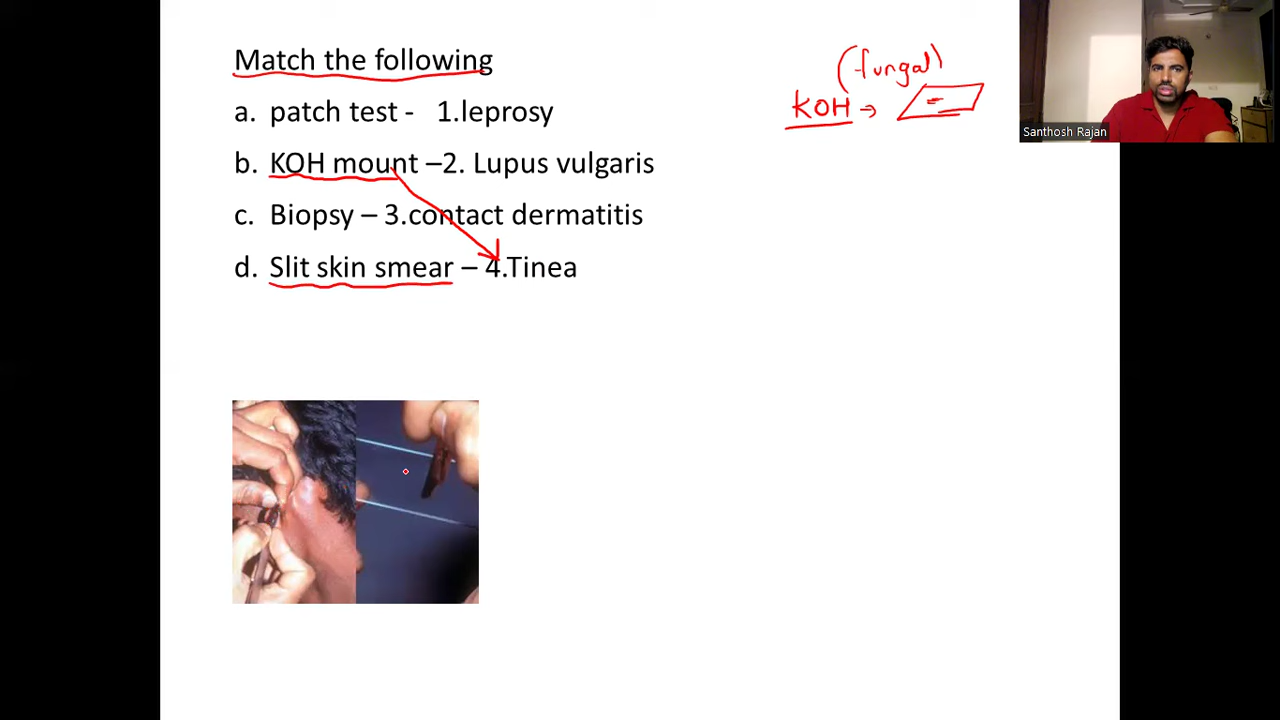 Match the following
a. patch test - 1.leprosy
b. KOH mount –2. Lupus vulgaris
c. Biopsy – 3.contact dermatitis
d. Slit skin smear – 4.Tinea
(fungal)
KOH →
Santhosh Rajan